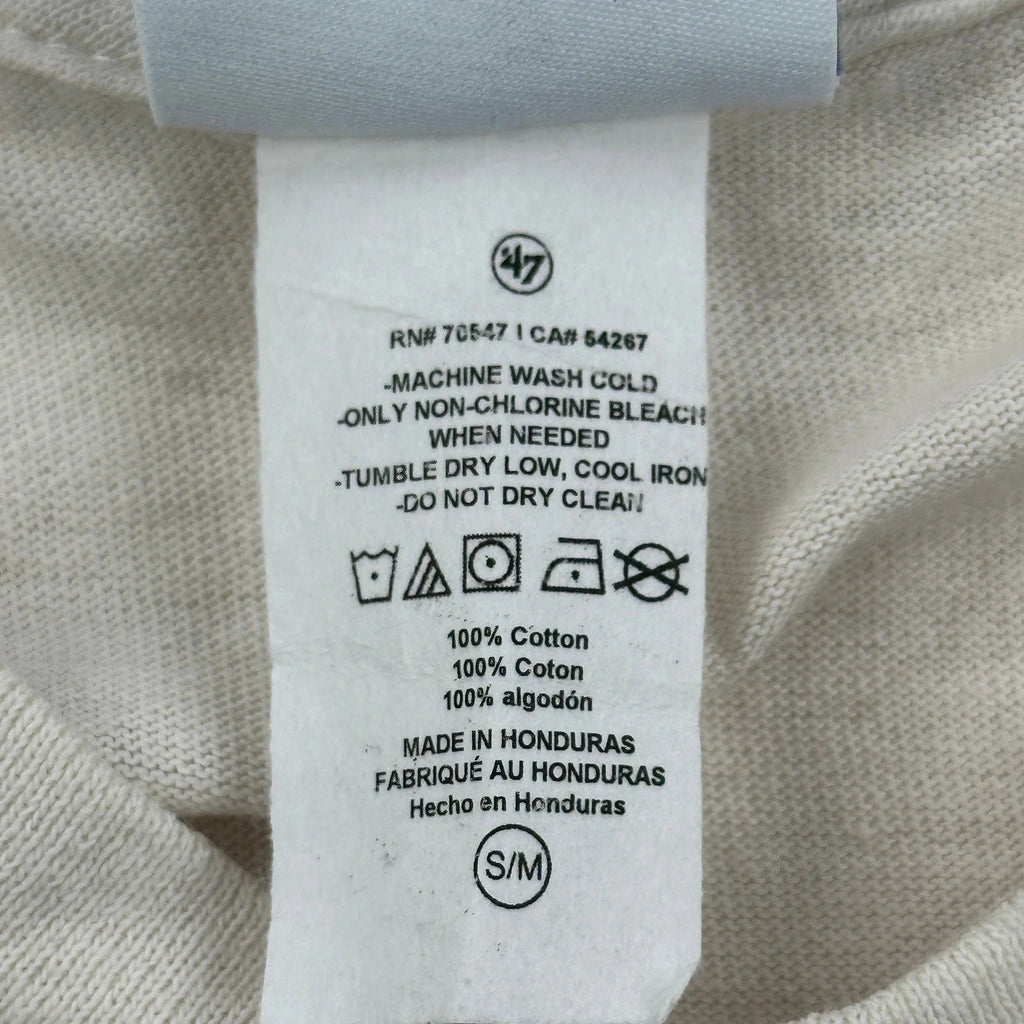 '47
RN# 70547 | CA# 54267
-MACHINE WASH COLD
-ONLY NON-CHLORINE BLEACH
WHEN NEEDED
-TUMBLE DRY LOW, COOL IRON
-DO NOT DRY CLEAN
100% Cotton
100% Coton
100% algodón
MADE IN HONDURAS
FABRIQUÉ AU HONDURAS
Hecho en Honduras
S/M